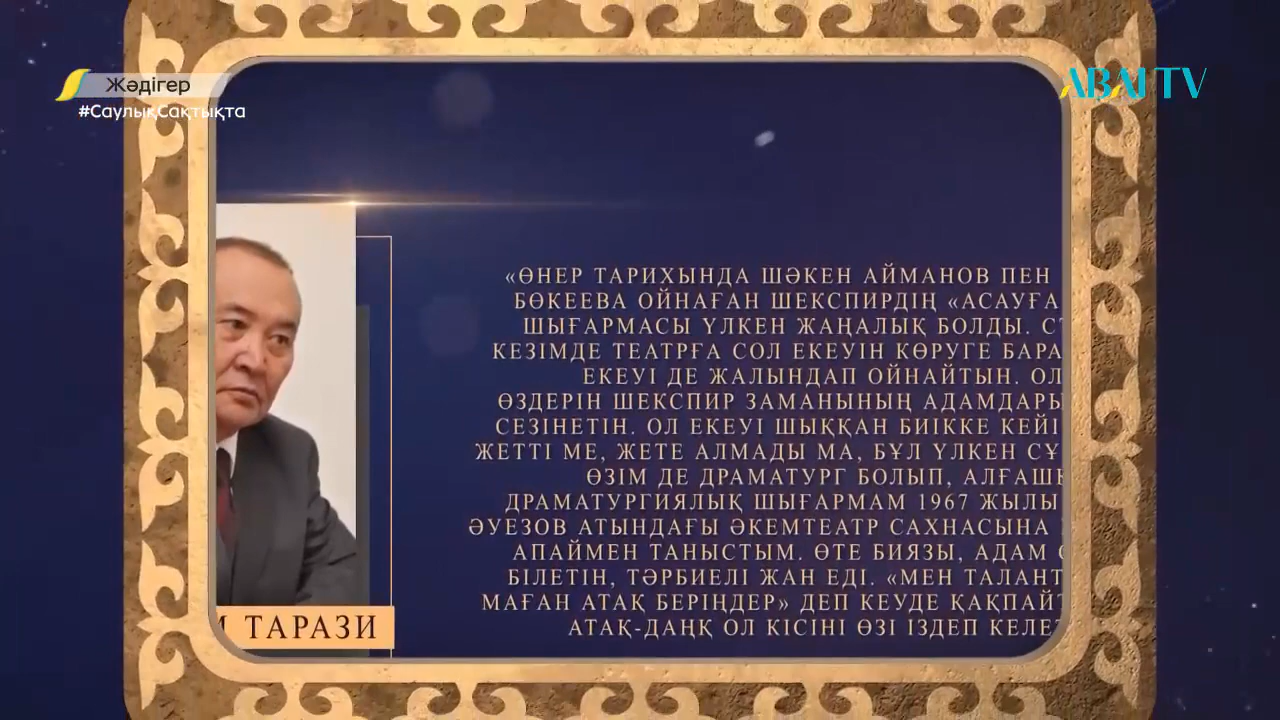 Жәдігер
#СаулықСақтықта
ABAI TV
«ӨНЕР ТАРИХЫНДА ШӘКЕН АЙМАНОВ ПЕН
БӨКЕЕВА ОЙНАҒАН ШЕКСПИРДІҢ «АСАУҒА
ШЫҒАРМАСЫ ҮЛКЕН ЖАҢАЛЫҚ БОЛДЫ.
КЕЗІМДЕ ТЕАТРҒА СОЛ ЕКЕУІН КӨРУГЕ
ЕКЕУІ ДЕ ЖАЛЫНДАП ОЙНАЙТЫН.
ӨЗДЕРІН ШЕКСПИР ЗАМАНЫНЫҢ АДАМДАРЫ
СЕЗІНЕТІН. ОЛ ЕКЕУІ ШЫҚҚАН БИІККЕ
ЖЕТТІ МЕ, ЖЕТЕ АЛМАДЫ МА, БҰЛ ҮЛКЕН
ӨЗІМ ДЕ ДРАМАТУРГ БОЛЫП,
ДРАМАТУРГИЯЛЫҚ ШЫҒАРМАМ 1967 ЖЫЛЫ
ӘУЕЗОВ АТЫНДАҒЫ ӘКЕМТЕАТР САХНАСЫНА
АПАЙМЕН ТАНЫСТЫМ. ӨТЕ БИЯЗЫ, АДАМ
БІЛЕТІН, ТӘРБИЕЛІ ЖАН ЕДІ. «МЕН
МАҒАН АТАҚ БЕРІҢДЕР» ДЕП КЕУДЕ
АТАҚ-ДАҢҚ ОЛ КІСІНІ ӨЗІ ІЗДЕП
ТАРАЗИ